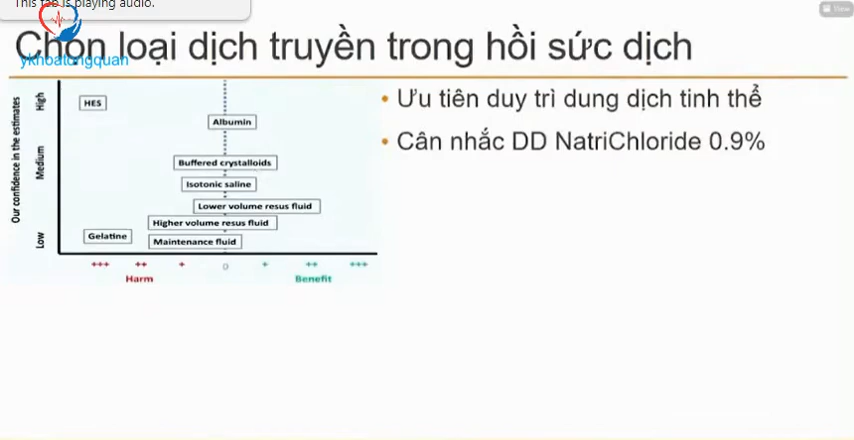 This tab is playing audio.
View
Chọn loại dịch truyền trong hồi sức dịch
ykhoatongquan
Our confidence in the estimates
High
Medium
Low
HES
Albumin
Buffered crystalloids
Isotonic saline
Lower volume resus fluid
Higher volume resus fluid
Gelatine
Maintenance fluid
+++ ++ + 0 + ++ +++
Harm Benefit
• Ưu tiên duy trì dung dịch tinh thể
• Cân nhắc DD NatriChloride 0.9%